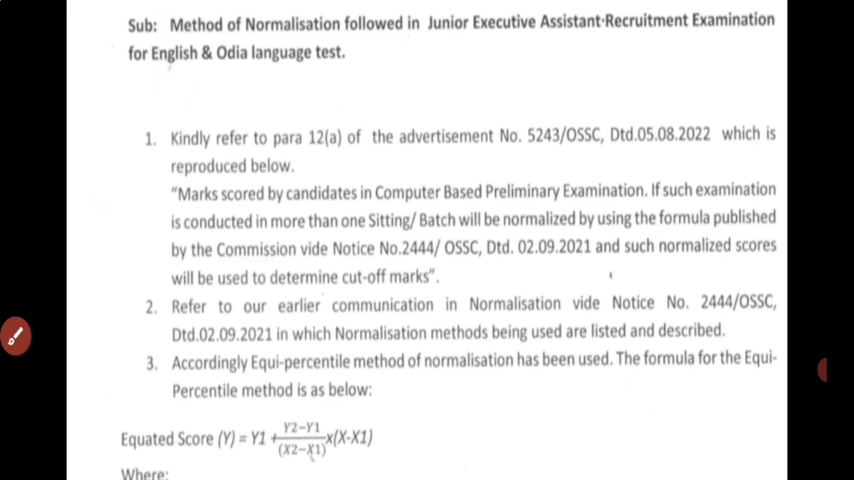 Sub: Method of Normalisation followed in Junior Executive Assistant Recruitment Examination
for English & Odia language test.
1. Kindly refer to para 12(a) of the advertisement No. 5243/OSSC, Dtd.05.08.2022 which is
reproduced below.
“Marks scored by candidates in Computer Based Preliminary Examination. If such examination
is conducted in more than one Sitting/ Batch will be normalized by using the formula published
by the Commission vide Notice No.2444/ OSSC, Dtd. 02.09.2021 and such normalized scores
will be used to determine cut-off marks”.
2. Refer to our earlier communication in Normalisation vide Notice No. 2444/OSSC,
Dtd.02.09.2021 in which Normalisation methods being used are listed and described.
3. Accordingly Equi-percentile method of normalisation has been used. The formula for the Equi-
Percentile method is as below:
Equated Score (Y) = Y1 + Y2−Y1/(X2−X1) x(X-X1)
Where: